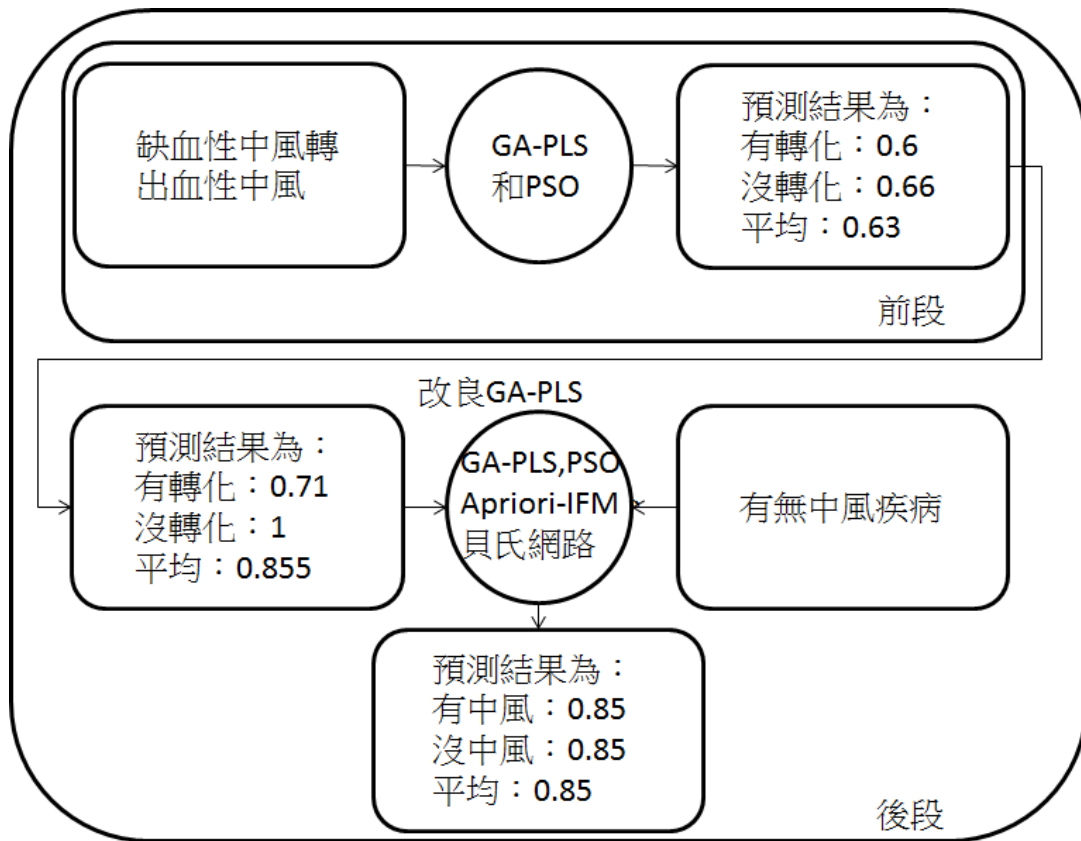 缺血性中風轉
出血性中風
GA-PLS
和PSO
預測結果為：
有轉化：0.6
沒轉化：0.66
平均：0.63
前段
改良GA-PLS
預測結果為：
有轉化：0.71
沒轉化：1
平均：0.855
GA-PLS,PSO
Apriori-IFM
貝氏網路
有無中風疾病
預測結果為：
有中風：0.85
沒中風：0.85
平均：0.85
後段